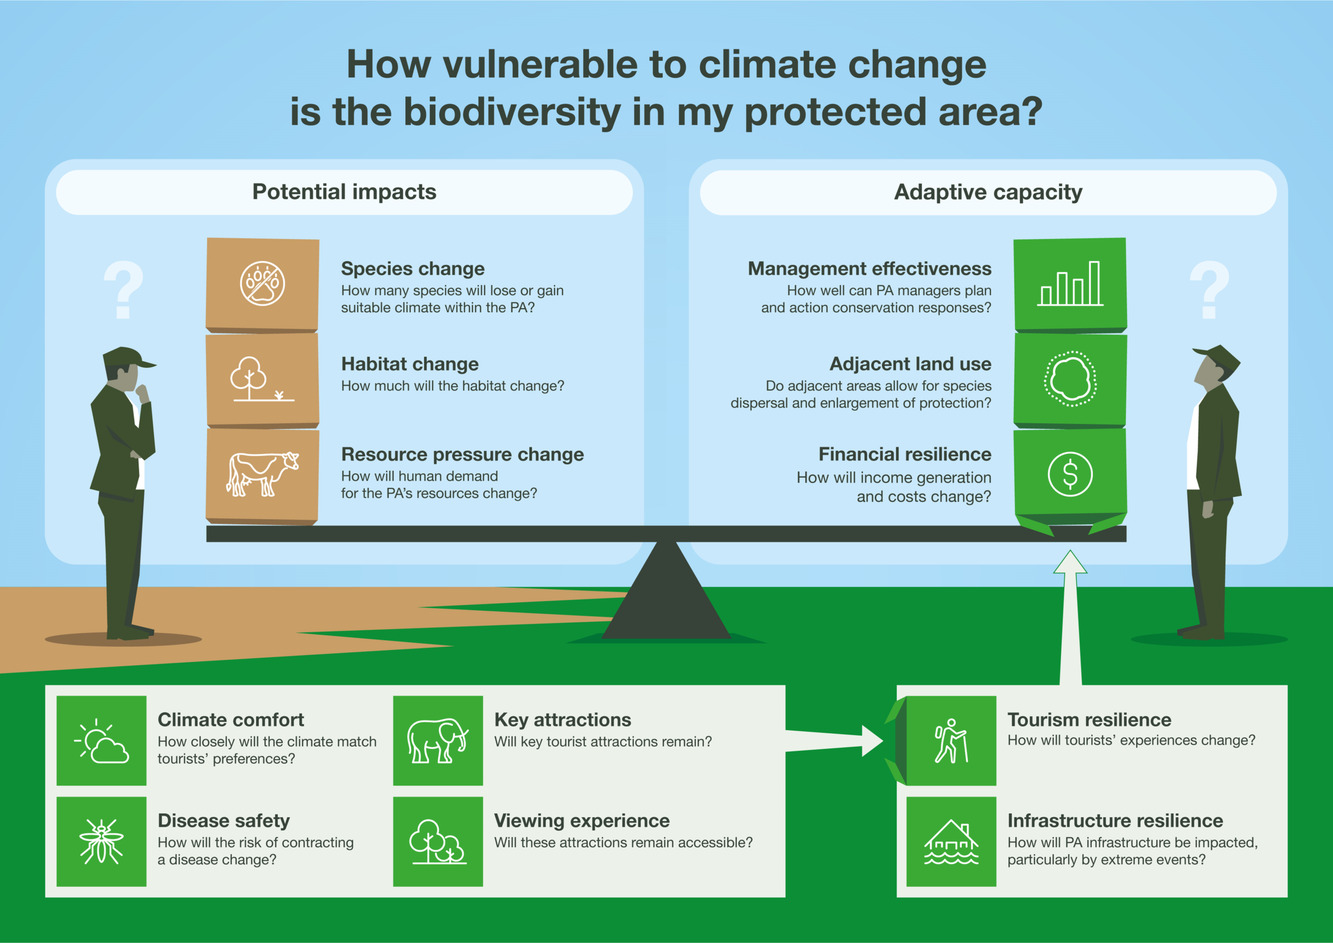 How vulnerable to climate change
is the biodiversity in my protected area?
Potential impacts
?
Species change
How many species will lose or gain
suitable climate within the PA?
Habitat change
How much will the habitat change?
Resource pressure change
How will human demand
for the PA's resources change?
Adaptive capacity
?
Management effectiveness
How well can PA managers plan
and action conservation responses?
Adjacent land use
Do adjacent areas allow for species
dispersal and enlargement of protection?
Financial resilience
How will income generation
and costs change?
$
Climate comfort
How closely will the climate match
tourists' preferences?
Key attractions
Will key tourist attractions remain?
Disease safety
How will the risk of contracting
a disease change?
Viewing experience
Will these attractions remain accessible?
Tourism resilience
How will tourists' experiences change?
Infrastructure resilience
How will PA infrastructure be impacted,
particularly by extreme events?